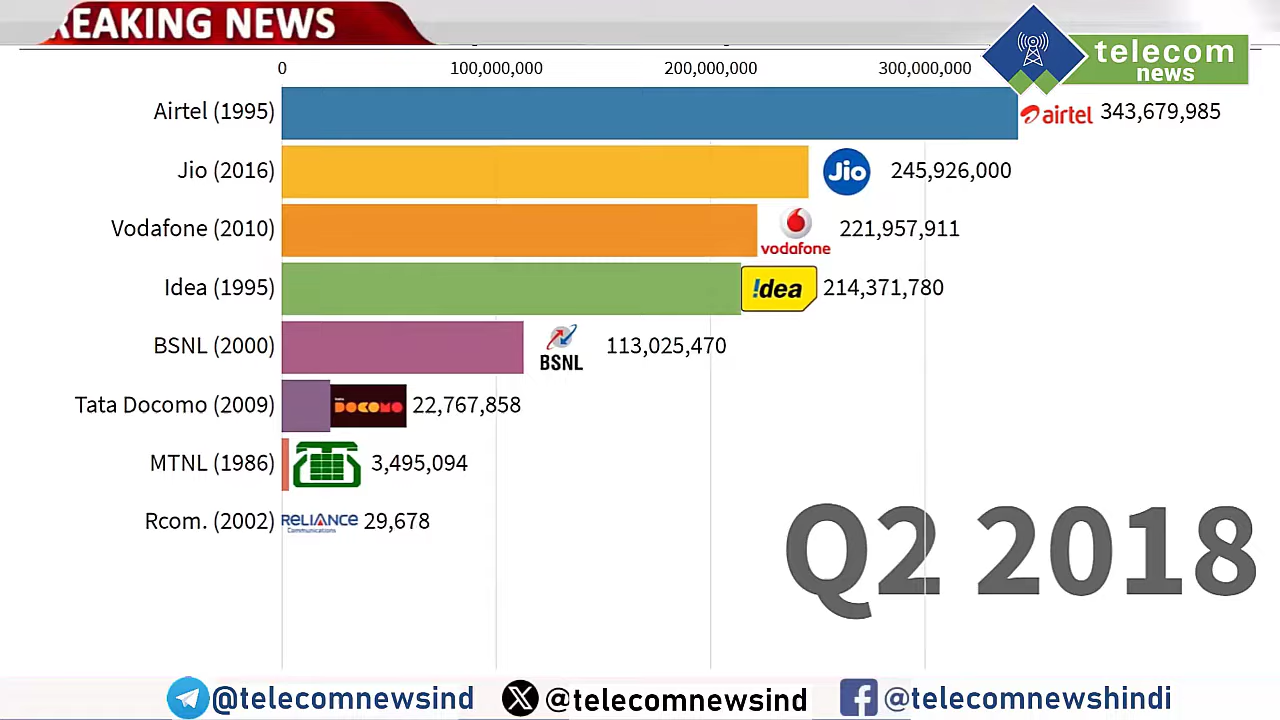 REAKING NEWS
telecom
news
0 100,000,000 200,000,000 300,000,000
Airtel (1995) airtel 343,679,985
Jio (2016) Jio 245,926,000
Vodafone (2010) vodafone 221,957,911
Idea (1995) !dea 214,371,780
BSNL (2000) BSNL 113,025,470
Tata Docomo (2009) TATA DOCOMO 22,767,858
MTNL (1986) 3,495,094
Rcom. (2002) RELIANCE Communications 29,678
Q2 2018
@telecomnewsind @telecomnewsind @telecomnewshindi